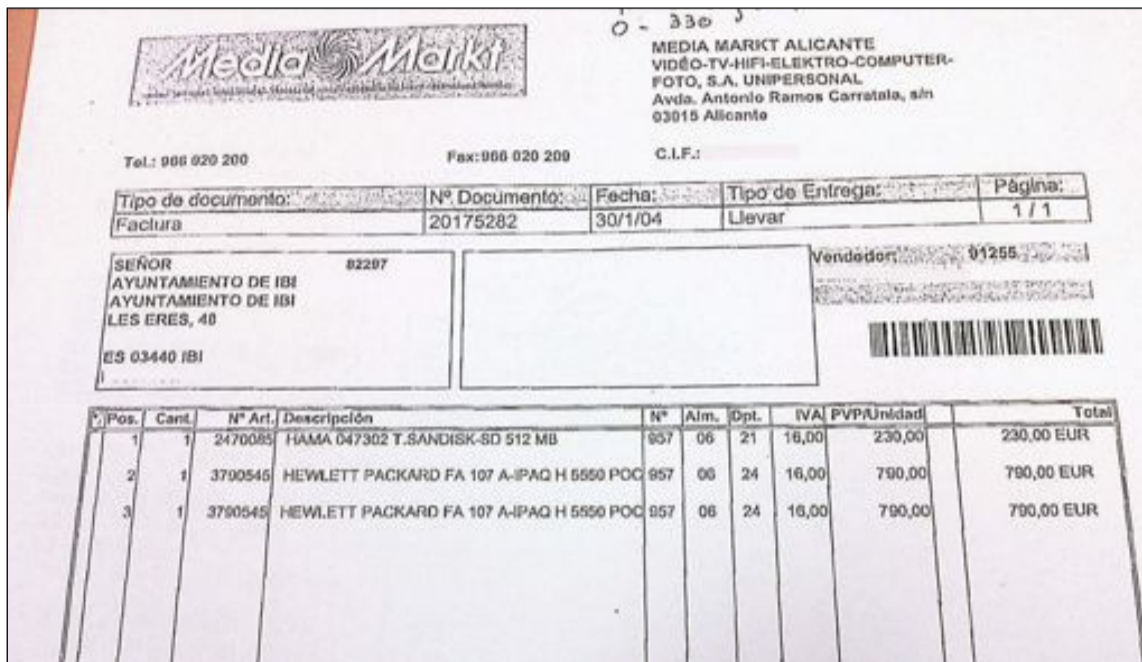 0 - 330
Media Markt
MEDIA MARKT ALICANTE
VIDÉO-TV-HIFI-ELEKTRO-COMPUTER-
FOTO, S.A. UNIPERSONAL
Avda. Antonio Ramos Carratala, s/n
03015 Alicante
Tel.: 966 020 200 Fax:966 020 209 C.I.F.:
Tipo de documento: Nº Documento: Fecha: Tipo de Entrega: Página:
Factura 20175282 30/1/04 Llevar 1 / 1
SEÑOR 82297
AYUNTAMIENTO DE IBI
AYUNTAMIENTO DE IBI
LES ERES, 40
ES 03440 IBI
Vendedor: 91255
Pos. Cant. Nº Art. Descripción Nº Alm. Dpt. IVA PVP/Unidad Total
1 1 2470085 HAMA 047302 T.SANDISK-SD 512 MB 957 06 21 16,00 230,00 230,00 EUR
2 1 3790545 HEWLETT PACKARD FA 107 A-IPAQ H 5550 POC 957 06 24 16,00 790,00 790,00 EUR
3 1 3790545 HEWLETT PACKARD FA 107 A-IPAQ H 5550 POC 957 06 24 16,00 790,00 790,00 EUR